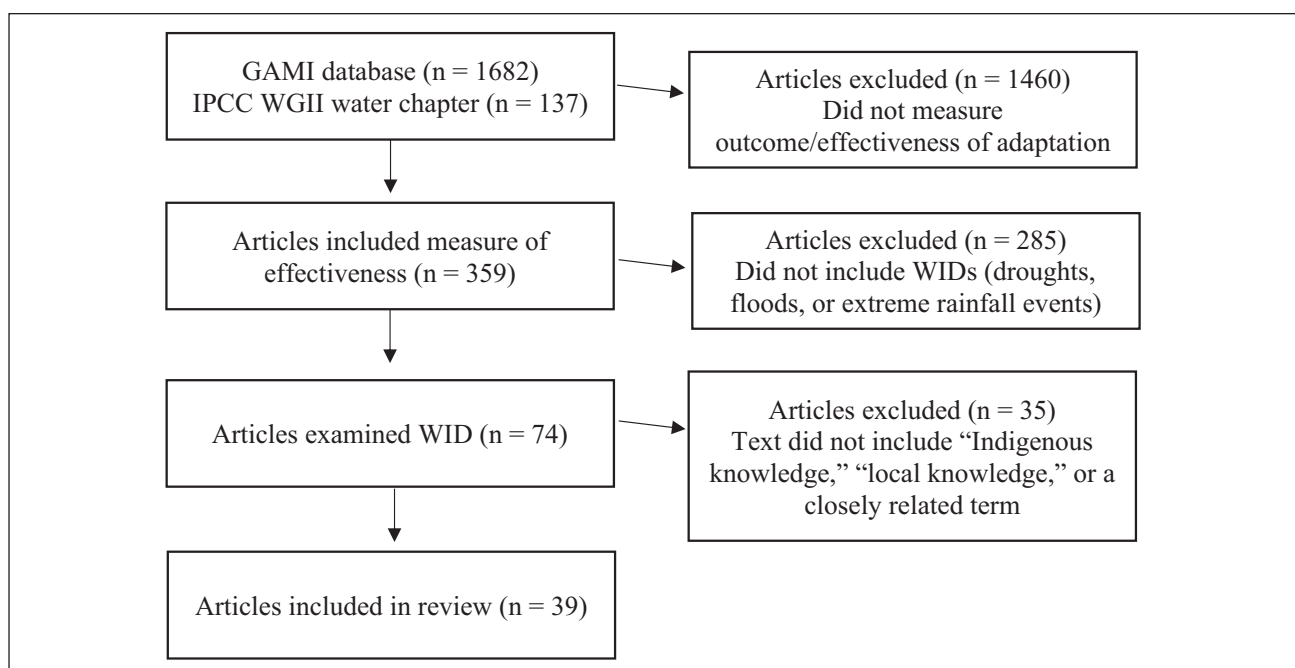 GAMI database (n = 1682)
IPCC WGII water chapter (n = 137)
Articles excluded (n = 1460)
Did not measure
outcome/effectiveness of adaptation
Articles included measure of
effectiveness (n = 359)
Articles excluded (n = 285)
Did not include WIDs (droughts,
floods, or extreme rainfall events)
Articles examined WID (n = 74)
Articles excluded (n = 35)
Text did not include “Indigenous
knowledge,” “local knowledge,” or a
closely related term
Articles included in review (n = 39)